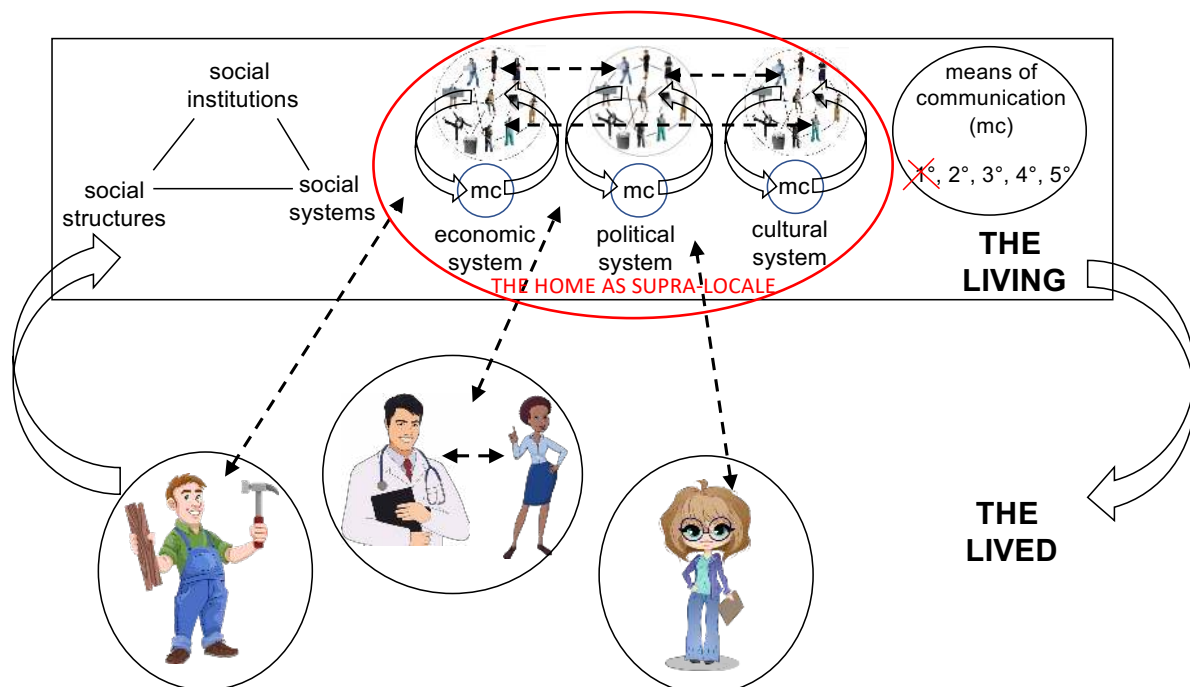 social
institutions
social
structures
social
systems
mc
economic
system
mc
political
system
mc
cultural
system
THE HOME AS SUPRA-LOCALE
means of
communication
(mc)
1°, 2°, 3°, 4°, 5°
THE
LIVING
THE
LIVED